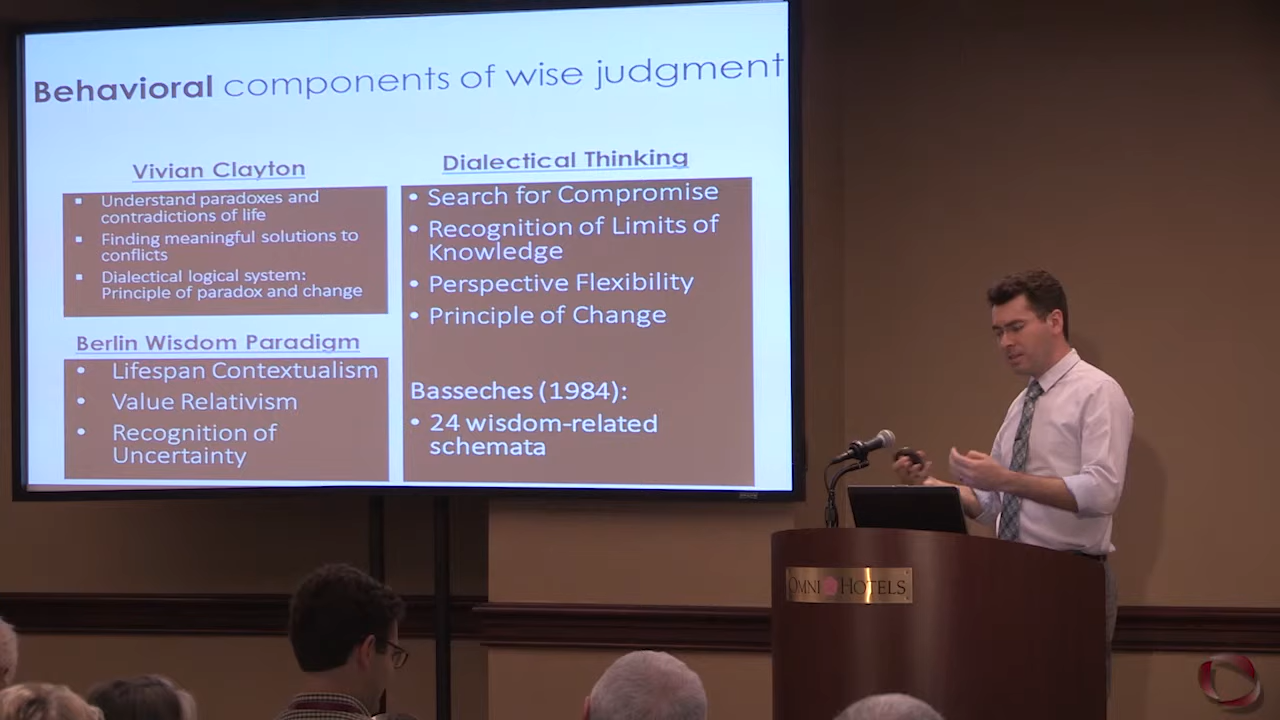 Behavioral components of wise judgment
Vivian Clayton
▪ Understand paradoxes and
contradictions of life
▪ Finding meaningful solutions to
conflicts
▪ Dialectical logical system:
Principle of paradox and change
Berlin Wisdom Paradigm
• Lifespan Contextualism
• Value Relativism
• Recognition of
Uncertainty
Dialectical Thinking
• Search for Compromise
• Recognition of Limits of
Knowledge
• Perspective Flexibility
• Principle of Change
Basseches (1984):
• 24 wisdom-related
schemata
OMNI HOTELS